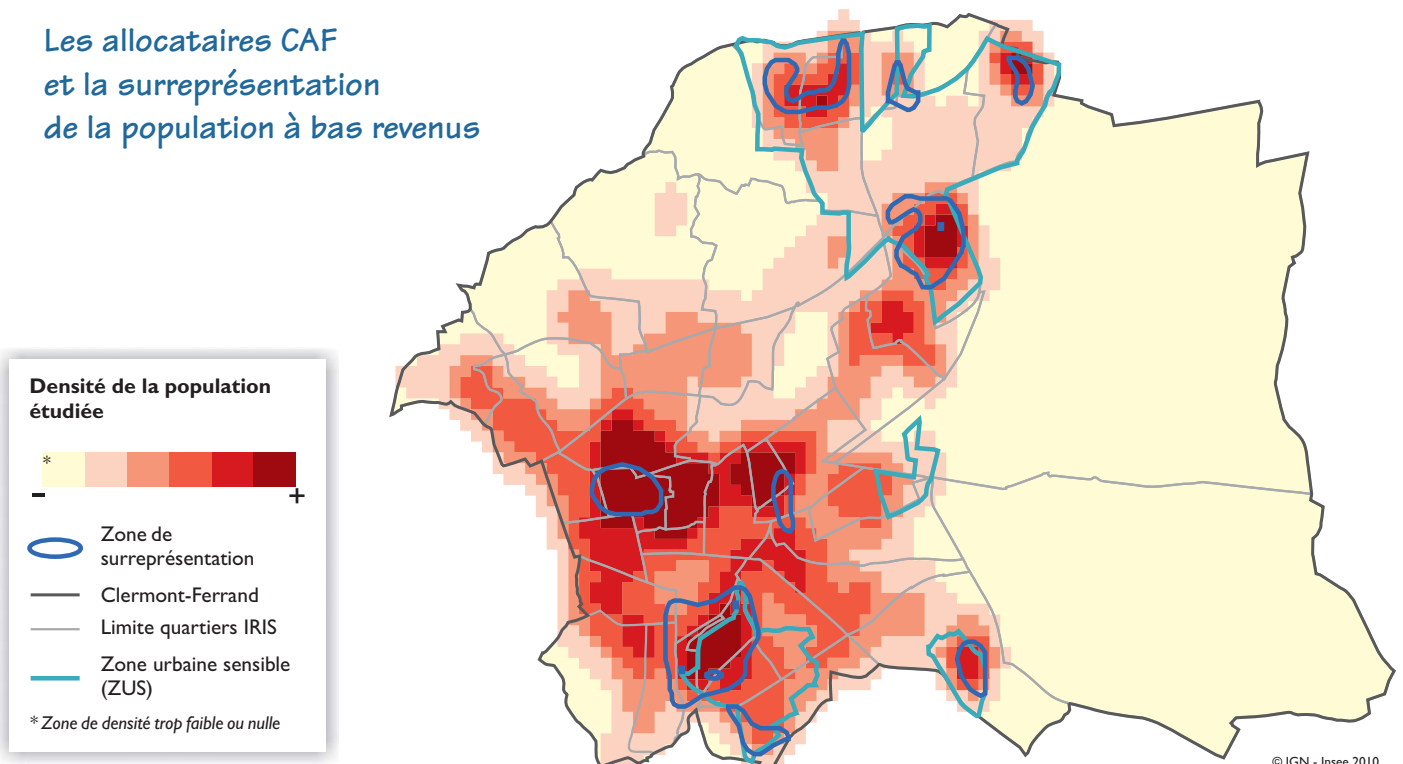 Les allocataires CAF
et la surreprésentation
de la population à bas revenus
Densité de la population
étudiée
*
- +
Zone de
surreprésentation
Clermont-Ferrand
Limite quartiers IRIS
Zone urbaine sensible
(ZUS)
* Zone de densité trop faible ou nulle
© IGN - Insee 2010